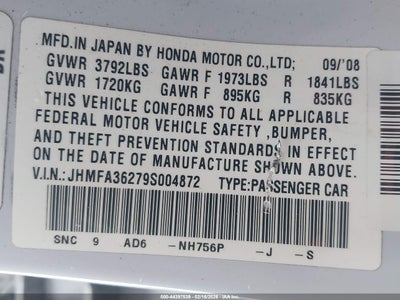 MFD.IN JAPAN BY HONDA MOTOR CO.,LTD; 09/'08
GVWR 3792LBS GAWR F 1973LBS R 1841LBS
GVWR 1720KG GAWR F 895KG R 835KG
THIS VEHICLE CONFORMS TO ALL APPLICABLE
FEDERAL MOTOR VEHICLE SAFETY ,BUMPER,
AND THEFT PREVENTION STANDARDS IN EFFECT
ON THE DATE OF MANUFACTURE SHOWN ABOVE.
V.I.N.: JHMFA36279S004872 TYPE:PASSENGER CAR
SNC 9 AD6 -NH756P -J -S